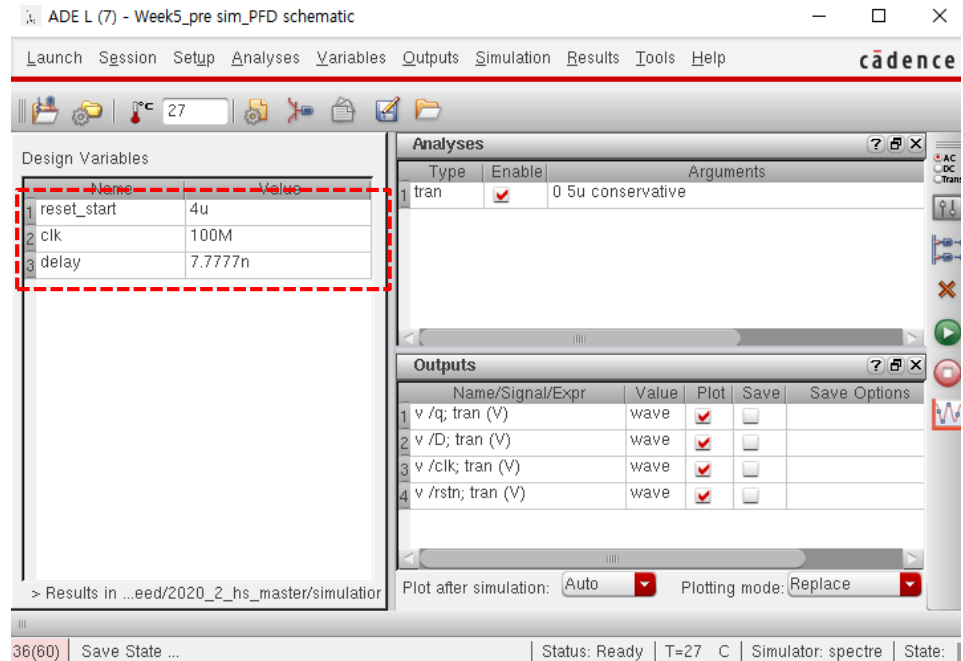 ADE L (7) - Week5_pre sim_PFD schematic
Launch Session Setup Analyses Variables Outputs Simulation Results Tools Help cādence
°C 27
Design Variables
Name Value
1 reset_start 4u
2 clk 100M
3 delay 7.7777n
> Results in ...eed/2020_2_hs_master/simulation
Analyses
Type Enable Arguments
1 tran 0 5u conservative
Outputs
Name/Signal/Expr Value Plot Save Save Options
1 v /q; tran (V) wave
2 v /D; tran (V) wave
3 v /clk; tran (V) wave
4 v /rstn; tran (V) wave
Plot after simulation: Auto Plotting mode: Replace
AC
DC
Trans
36(60) Save State ... Status: Ready T=27 C Simulator: spectre State: